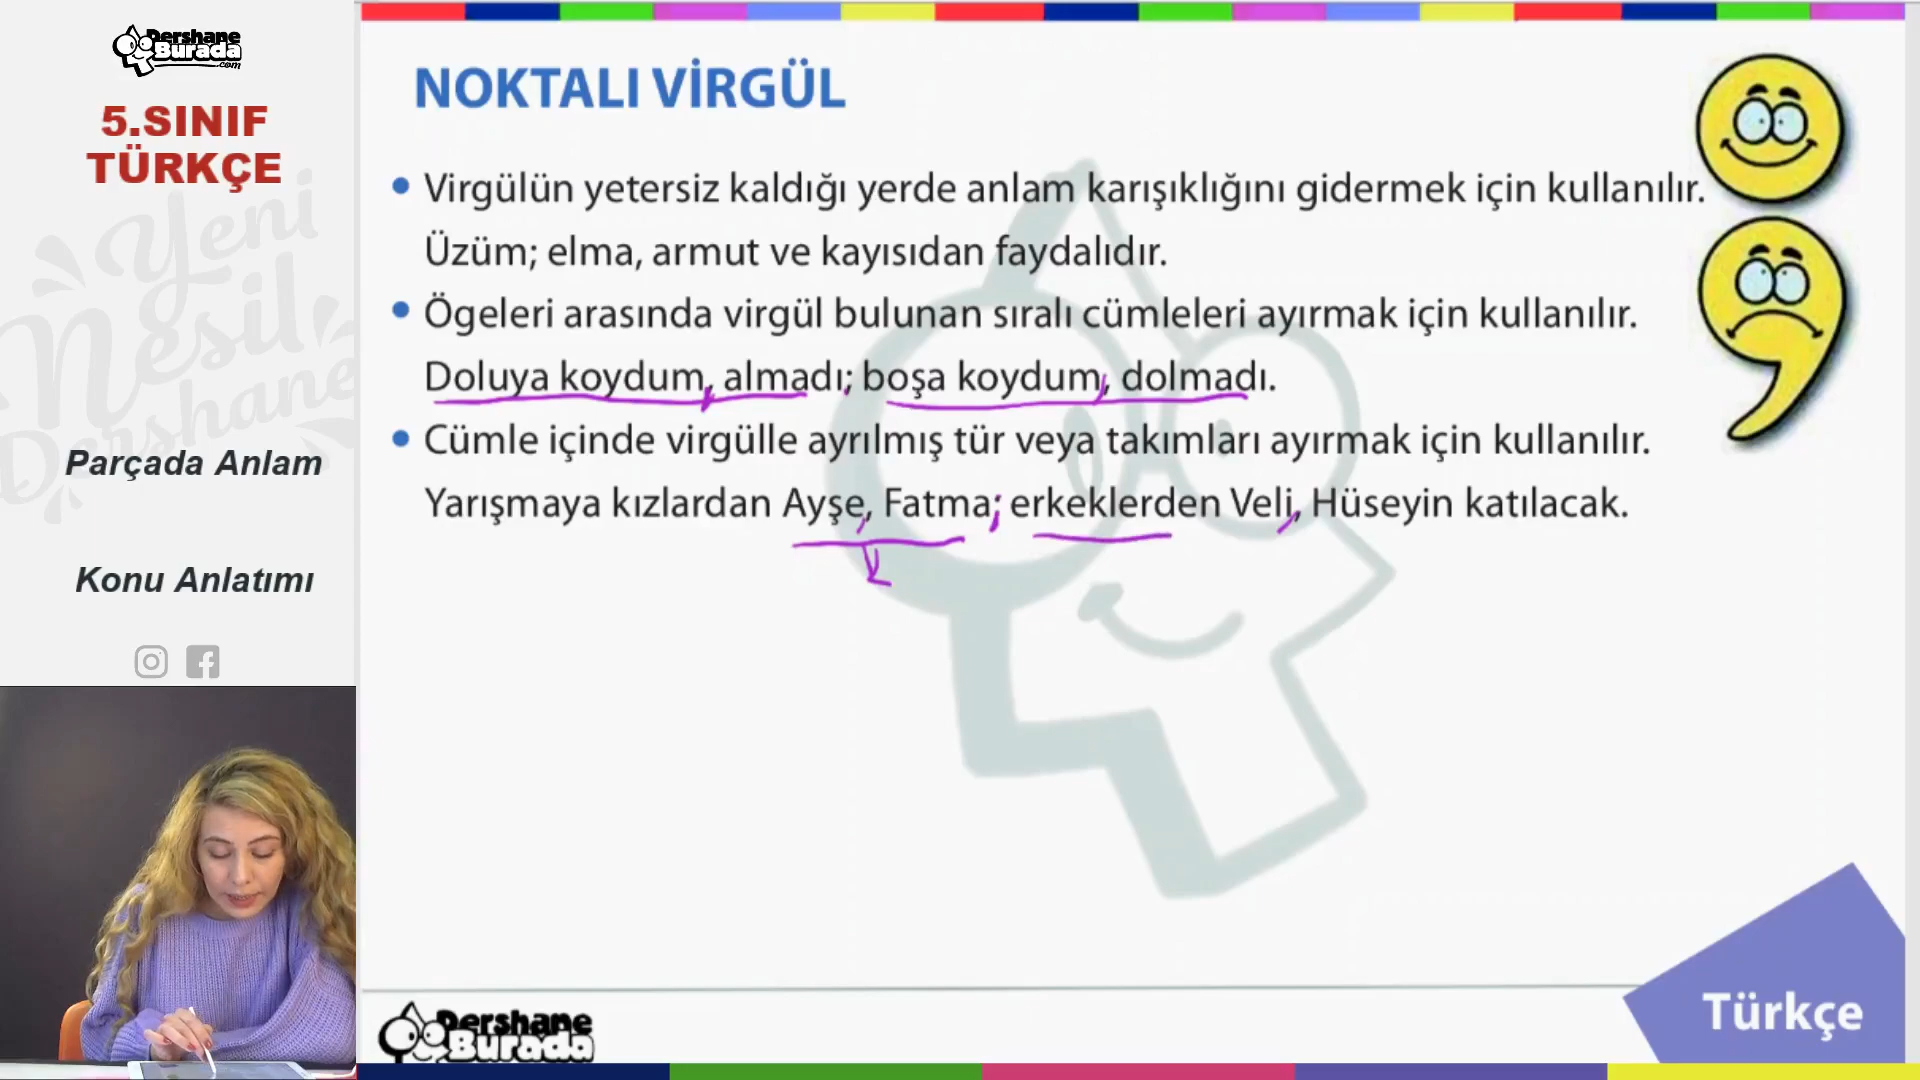 Dershane
Burada
.com
5.SINIF
TÜRKÇE
Yeni
Nesil
Dershane
Parçada Anlam
Konu Anlatımı
NOKTALI VİRGÜL
• Virgülün yetersiz kaldığı yerde anlam karışıklığını gidermek için kullanılır.
Üzüm; elma, armut ve kayısıdan faydalıdır.
• Ögeleri arasında virgül bulunan sıralı cümleleri ayırmak için kullanılır.
Doluya koydum, almadı; boşa koydum, dolmadı.
• Cümle içinde virgülle ayrılmış tür veya takımları ayırmak için kullanılır.
Yarışmaya kızlardan Ayşe, Fatma; erkeklerden Veli, Hüseyin katılacak.
Dershane
Burada
Türkçe